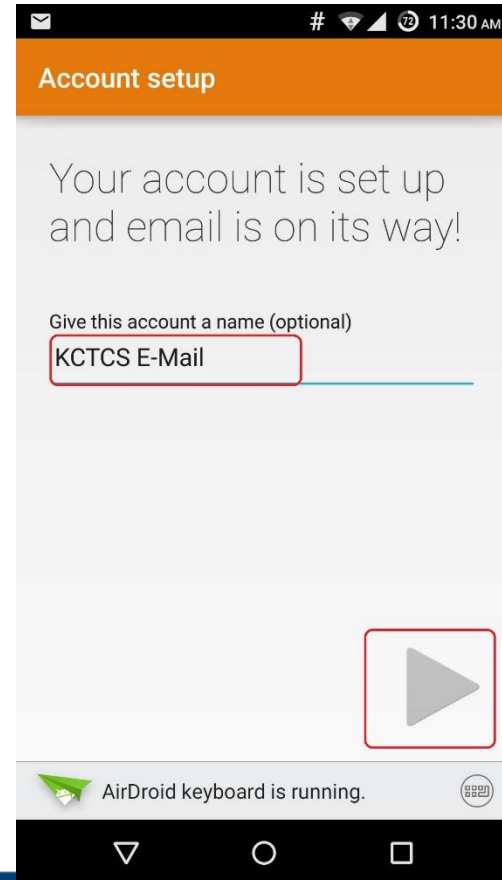 # 72 11:30 AM
Account setup
Your account is set up
and email is on its way!
Give this account a name (optional)
KCTCS E-Mail
AirDroid keyboard is running.